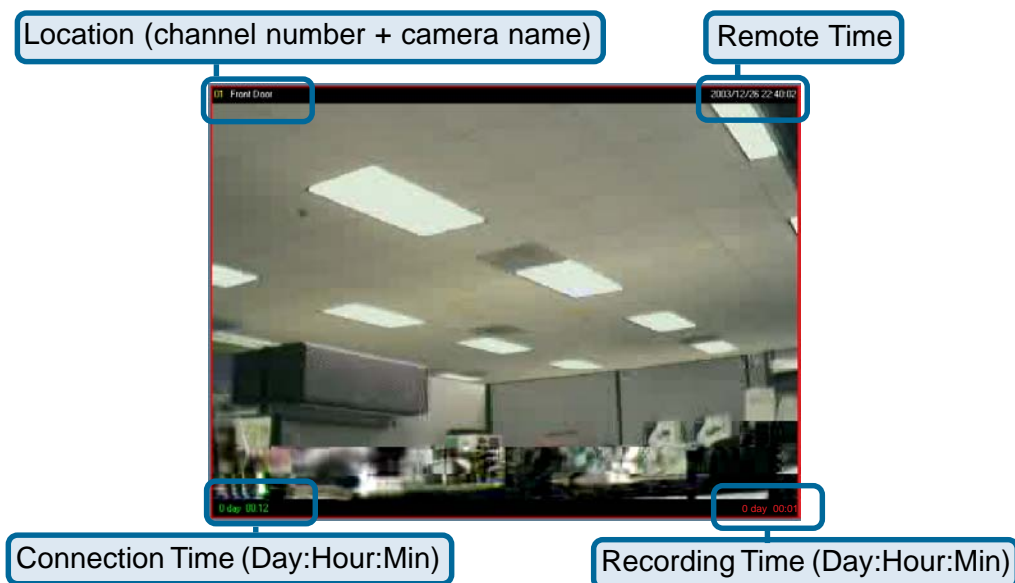 Location (channel number + camera name)
Remote Time
01 Front Door
2003/12/26 22:40:02
0 day 00:12
0 day 00:01
Connection Time (Day:Hour:Min)
Recording Time (Day:Hour:Min)